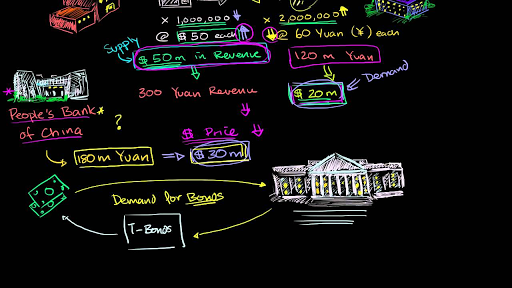 x 1,000,000
x 2,000,000
@ $50 each
@ 60 Yuan (¥) each
Supply
$50m in Revenue
120 m Yuan
300 Yuan Revenue
$20m
Demand
People's Bank
of China
?
$ Price
180m Yuan
$30m
Demand for Bonds
T-Bonds